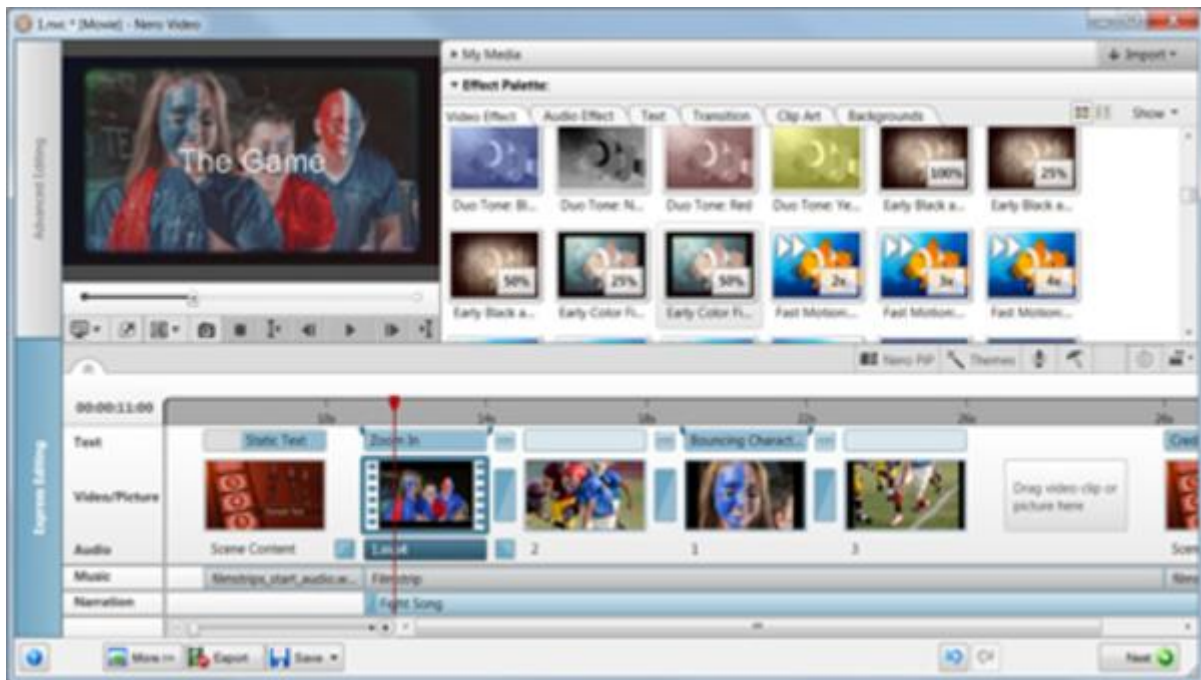 1.nvc * [Movie] - Nero Video
My Media
Import
Effect Palette:
Video Effect Audio Effect Text Transition Clip Art Backgrounds Show
The Game
100% 25%
Duo Tone: Bl... Duo Tone: N... Duo Tone: Red Duo Tone: Ye... Early Black a... Early Black a...
50% 25% 50% 2x 3x 4x
Early Black a... Early Color Fi... Early Color Fi... Fast Motion: Fast Motion: Fast Motion:
Advanced Editing
Nero PiP Themes
00:00:11:00 10s 14s 18s 22s 26s
Text Static Text Zoom In Bouncing Charact...
Video/Picture
Drag video clip or
picture here
Express Editing
Audio Scene Content 2 1 3
Music filmstrips_start_audio.w... Filmstrip
Narration Fight Song
More >> Export Save Next